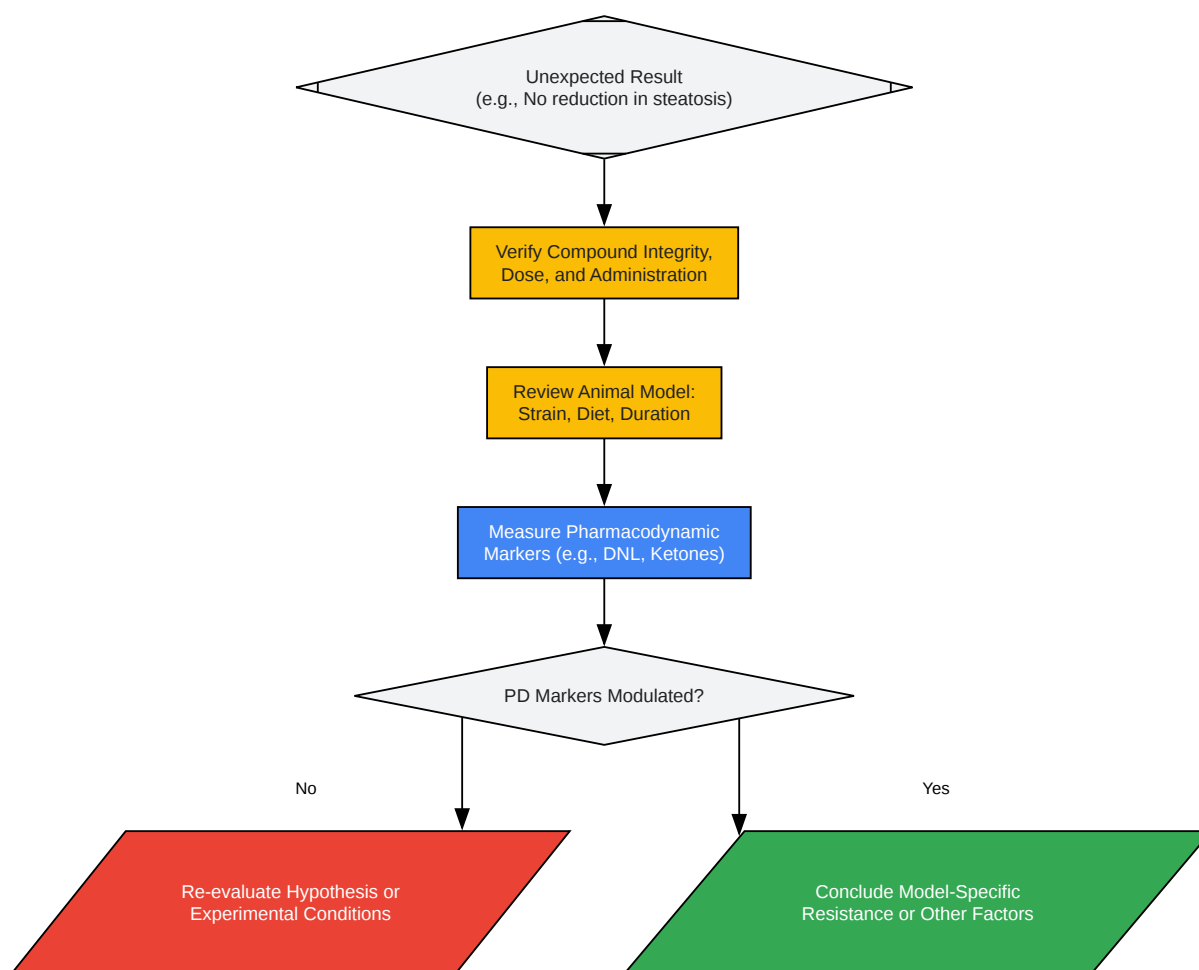 Unexpected Result
(e.g., No reduction in steatosis)
Verify Compound Integrity,
Dose, and Administration
Review Animal Model:
Strain, Diet, Duration
Measure Pharmacodynamic
Markers (e.g., DNL, Ketones)
PD Markers Modulated?
No
Yes
Re-evaluate Hypothesis or
Experimental Conditions
Conclude Model-Specific
Resistance or Other Factors